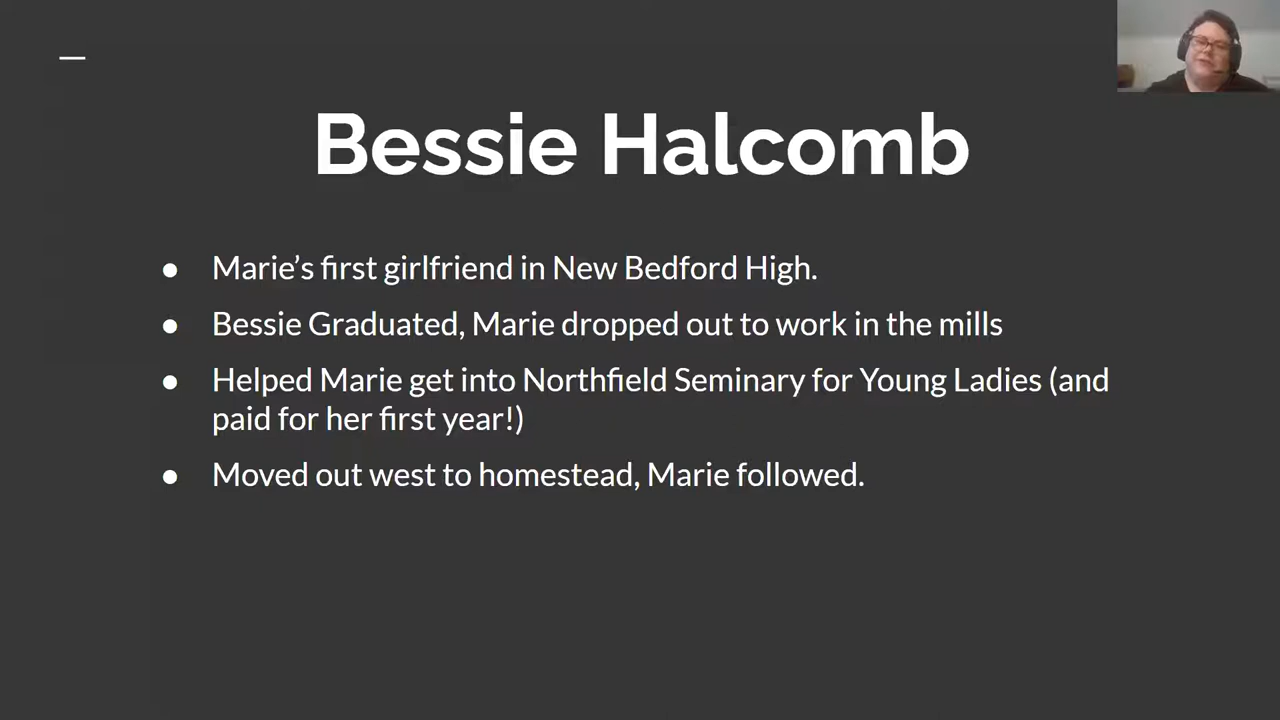 Bessie Halcomb
● Marie’s first girlfriend in New Bedford High.
● Bessie Graduated, Marie dropped out to work in the mills
● Helped Marie get into Northfield Seminary for Young Ladies (and
paid for her first year!)
● Moved out west to homestead, Marie followed.